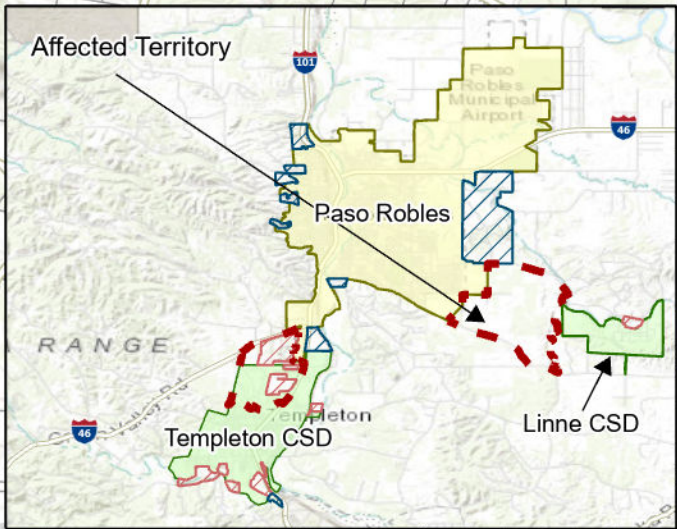 Affected Territory
101
Paso
Robles
Municipal
Airport
46
Paso Robles
RANGE
Templeton
46
Templeton CSD
Linne CSD